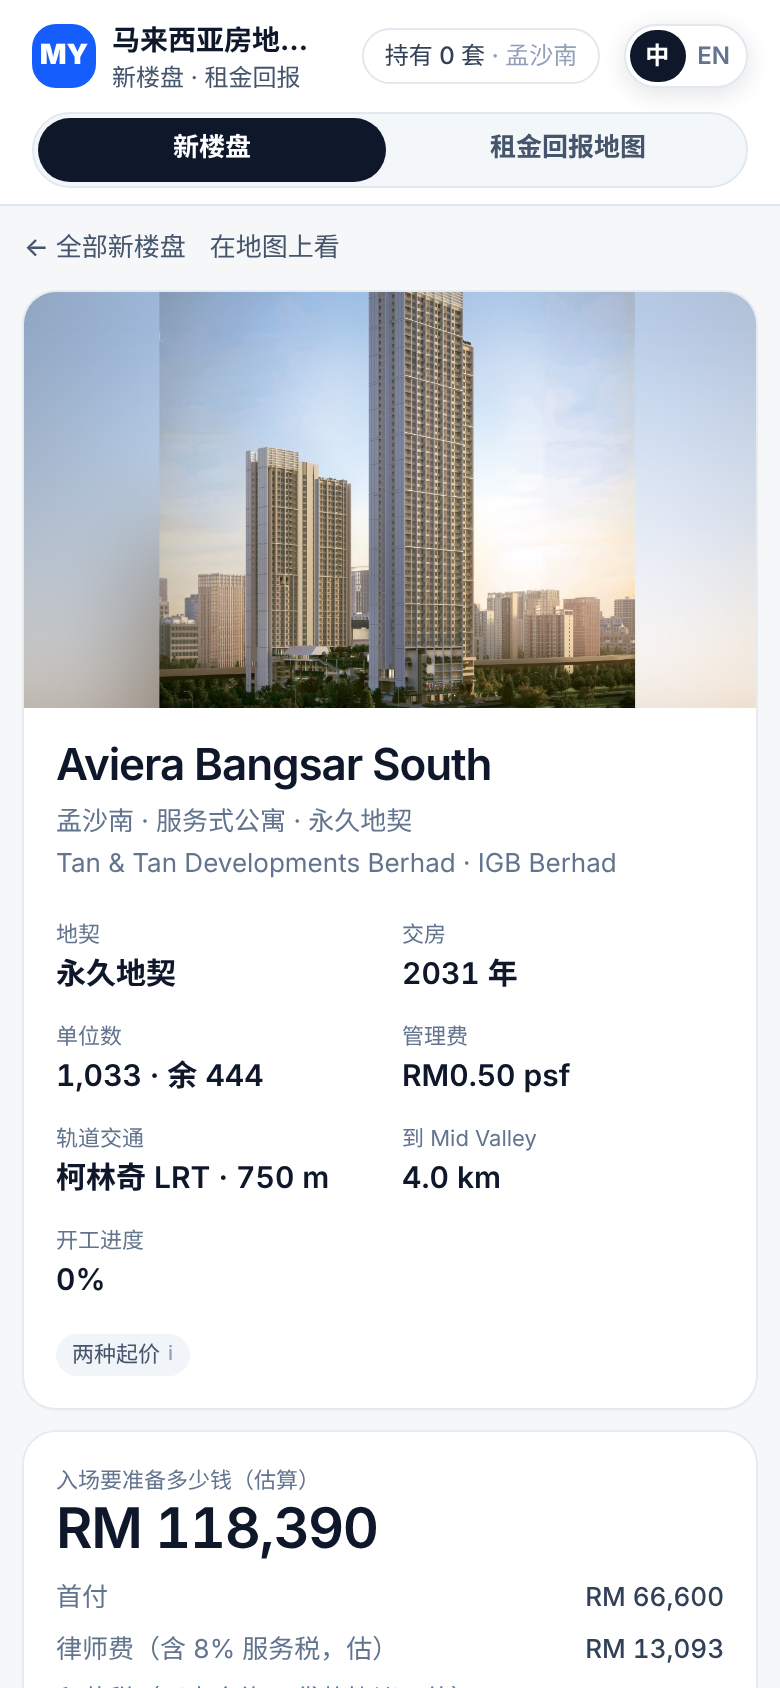 MY
马来西亚房地...
新楼盘 · 租金回报
持有 0 套 · 孟沙南
中 EN
新楼盘
租金回报地图
← 全部新楼盘 在地图上看
Aviera Bangsar South
孟沙南 · 服务式公寓 · 永久地契
Tan & Tan Developments Berhad · IGB Berhad
地契
永久地契
交房
2031 年
单位数
1,033 · 余 444
管理费
RM0.50 psf
轨道交通
柯林奇 LRT · 750 m
到 Mid Valley
4.0 km
开工进度
0%
两种起价 i
入场要准备多少钱（估算）
RM 118,390
首付 RM 66,600
律师费（含 8% 服务税，估） RM 13,093